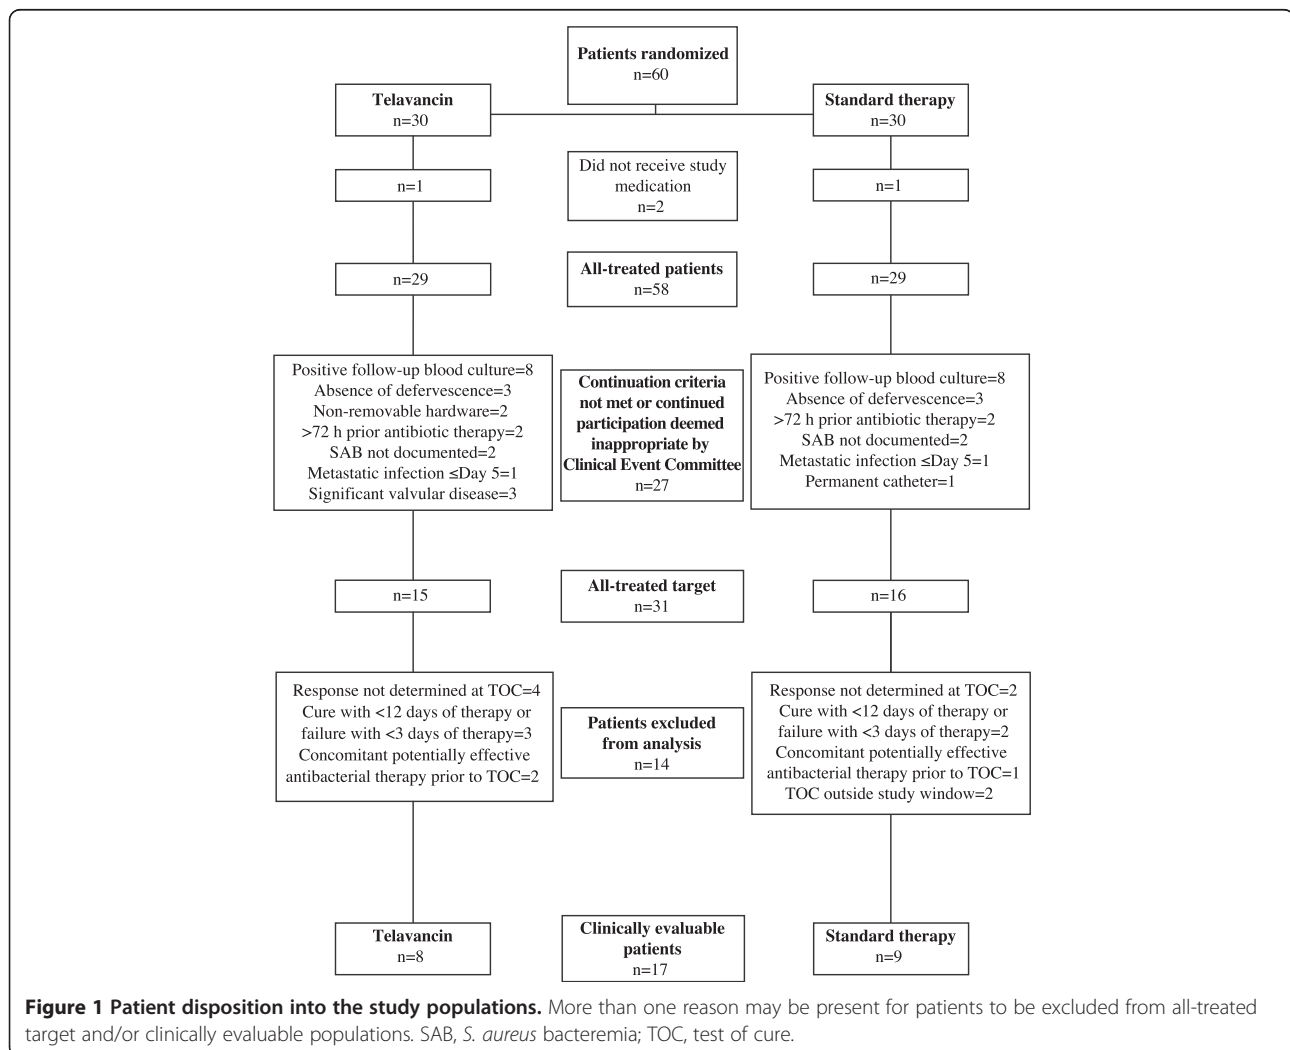 Patients randomized
n=60
Telavancin
n=30
Standard therapy
n=30
n=1
Did not receive study
medication
n=2
n=1
n=29
All-treated patients
n=58
n=29
Positive follow-up blood culture=8
Absence of defervescence=3
Non-removable hardware=2
>72 h prior antibiotic therapy=2
SAB not documented=2
Metastatic infection ≤Day 5=1
Significant valvular disease=3
Continuation criteria
not met or continued
participation deemed
inappropriate by
Clinical Event Committee
n=27
Positive follow-up blood culture=8
Absence of defervescence=3
>72 h prior antibiotic therapy=2
SAB not documented=2
Metastatic infection ≤Day 5=1
Permanent catheter=1
n=15
All-treated target
n=31
n=16
Response not determined at TOC=4
Cure with <12 days of therapy or
failure with <3 days of therapy=3
Concomitant potentially effective
antibacterial therapy prior to TOC=2
Patients excluded
from analysis
n=14
Response not determined at TOC=2
Cure with <12 days of therapy or
failure with <3 days of therapy=2
Concomitant potentially effective
antibacterial therapy prior to TOC=1
TOC outside study window=2
Telavancin
n=8
Clinically evaluable
patients
n=17
Standard therapy
n=9
Figure 1 Patient disposition into the study populations. More than one reason may be present for patients to be excluded from all-treated
target and/or clinically evaluable populations. SAB, S. aureus bacteremia; TOC, test of cure.